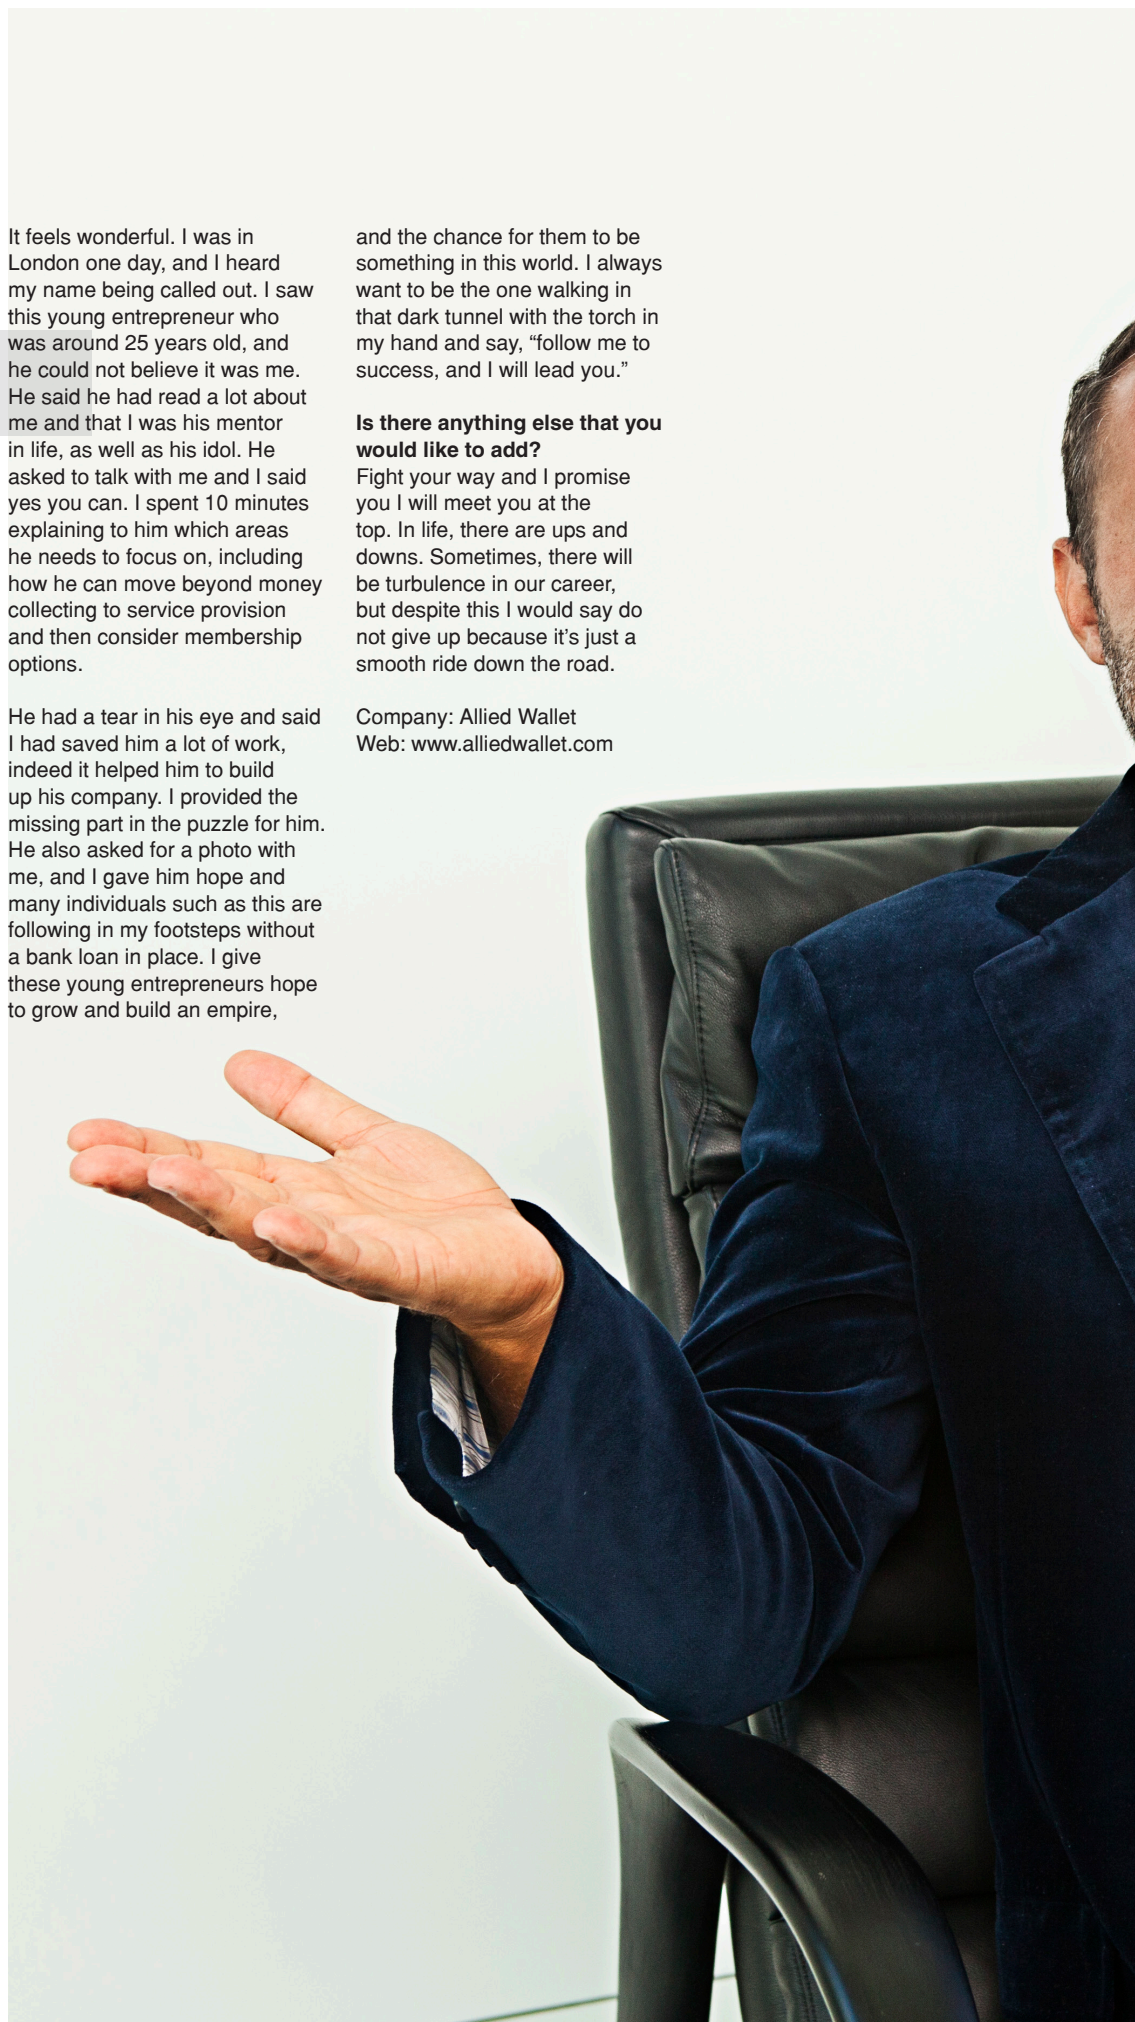 It feels wonderful. I was in
London one day, and I heard
my name being called out. I saw
this young entrepreneur who
was around 25 years old, and
he could not believe it was me.
He said he had read a lot about
me and that I was his mentor
in life, as well as his idol. He
asked to talk with me and I said
yes you can. I spent 10 minutes
explaining to him which areas
he needs to focus on, including
how he can move beyond money
collecting to service provision
and then consider membership
options.
He had a tear in his eye and said
I had saved him a lot of work,
indeed it helped him to build
up his company. I provided the
missing part in the puzzle for him.
He also asked for a photo with
me, and I gave him hope and
many individuals such as this are
following in my footsteps without
a bank loan in place. I give
these young entrepreneurs hope
to grow and build an empire,
and the chance for them to be
something in this world. I always
want to be the one walking in
that dark tunnel with the torch in
my hand and say, “follow me to
success, and I will lead you.”
Is there anything else that you
would like to add?
Fight your way and I promise
you I will meet you at the
top. In life, there are ups and
downs. Sometimes, there will
be turbulence in our career,
but despite this I would say do
not give up because it’s just a
smooth ride down the road.
Company: Allied Wallet
Web: www.alliedwallet.com